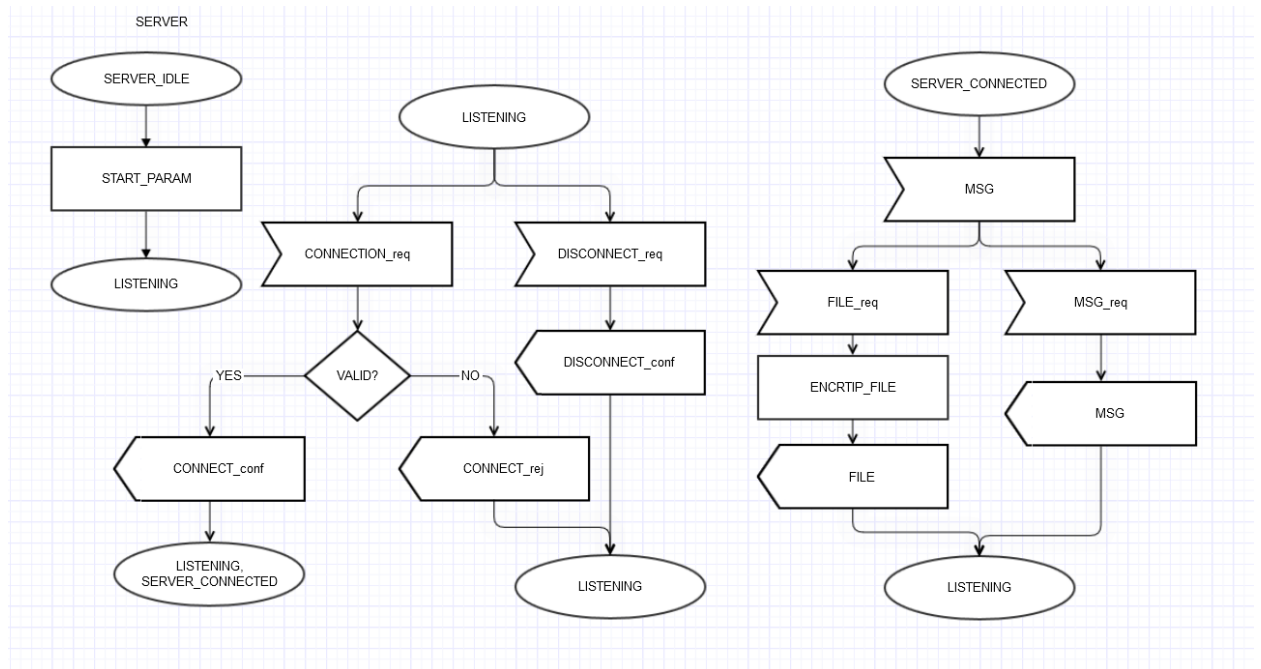 SERVER
SERVER_IDLE
START_PARAM
LISTENING
LISTENING
CONNECTION_req
DISCONNECT_req
VALID?
YES
NO
DISCONNECT_conf
CONNECT_conf
CONNECT_rej
LISTENING,
SERVER_CONNECTED
LISTENING
SERVER_CONNECTED
MSG
FILE_req
MSG_req
ENCRTIP_FILE
MSG
FILE
LISTENING